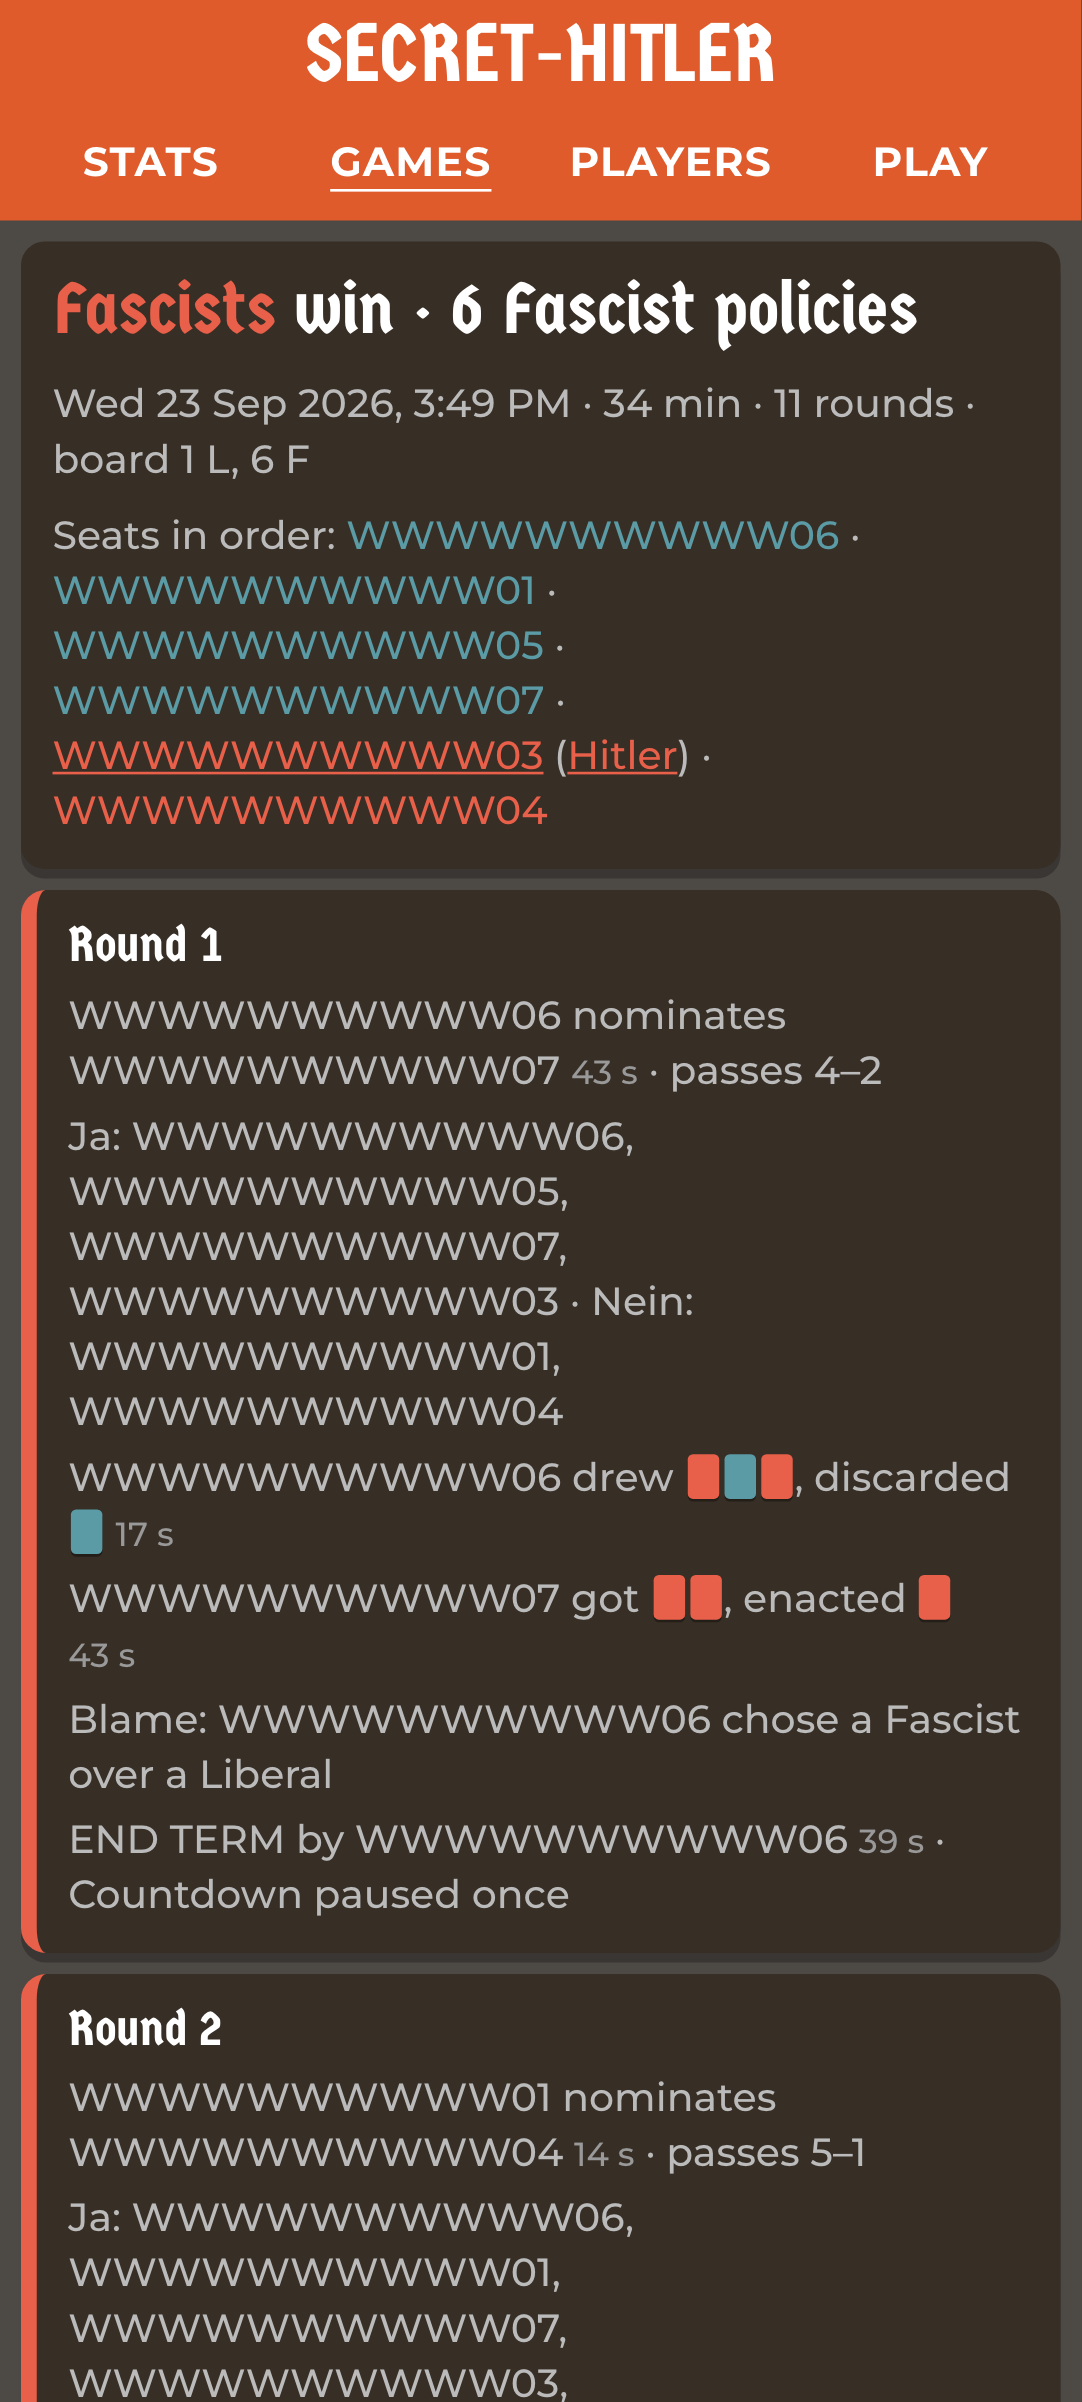 SECRET-HITLER
STATS GAMES PLAYERS PLAY
Fascists win · 6 Fascist policies
Wed 23 Sep 2026, 3:49 PM · 34 min · 11 rounds ·
board 1 L, 6 F
Seats in order: WWWWWWWWWWW06 ·
WWWWWWWWWWW01 ·
WWWWWWWWWWW05 ·
WWWWWWWWWWW07 ·
WWWWWWWWWWW03 (Hitler) ·
WWWWWWWWWWW04
Round 1
WWWWWWWWWWW06 nominates
WWWWWWWWWWW07 43 s · passes 4–2
Ja: WWWWWWWWWWW06,
WWWWWWWWWWW05,
WWWWWWWWWWW07,
WWWWWWWWWWW03 · Nein:
WWWWWWWWWWW01,
WWWWWWWWWWW04
WWWWWWWWWWW06 drew , discarded
17 s
WWWWWWWWWWW07 got , enacted
43 s
Blame: WWWWWWWWWWW06 chose a Fascist
over a Liberal
END TERM by WWWWWWWWWWW06 39 s ·
Countdown paused once
Round 2
WWWWWWWWWWW01 nominates
WWWWWWWWWWW04 14 s · passes 5–1
Ja: WWWWWWWWWWW06,
WWWWWWWWWWW01,
WWWWWWWWWWW07,
WWWWWWWWWWW03,